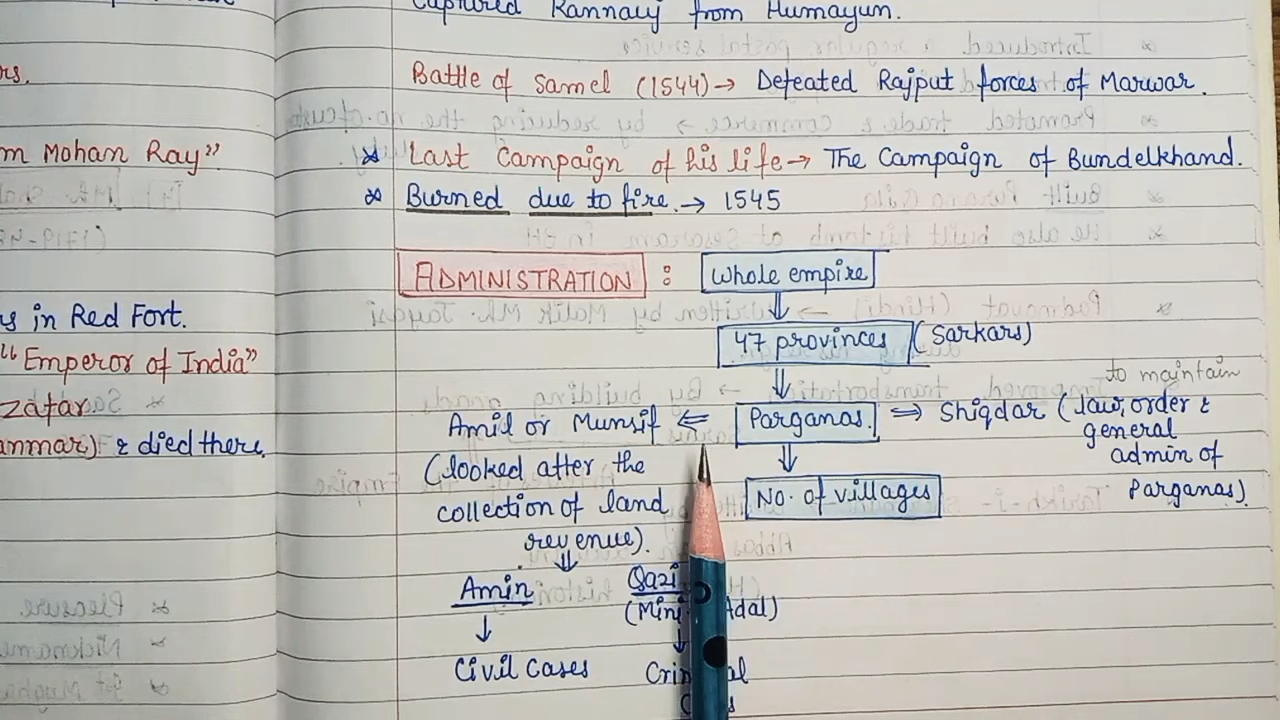 rs.
m Mohan Ray"
s in Red Fort.
"Emperor of India"
zafar
anmar) & died there.
Captured Kannauj from Humayun.
Battle of Samel (1544) → Defeated Rajput forces of Marwar.
* Last Campaign of his life → The Campaign of Bundelkhand.
* Burned due to fire. → 1545
ADMINISTRATION : Whole empire
47 provinces (Sarkars)
Amil or Munsif ⇐ Parganas. ⇒ Shiqdar (law, order &
to maintain
general
admin of
Parganas)
(looked after the
collection of land
revenue).
No. of villages
Amin
Civil Cases
Qazi